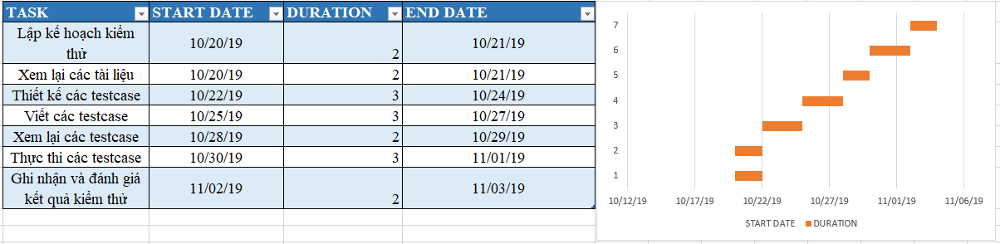 TASK START DATE DURATION END DATE
Lập kế hoạch kiểm
thử
10/20/19 2 10/21/19
Xem lại các tài liệu 10/20/19 2 10/21/19
Thiết kế các testcase 10/22/19 3 10/24/19
Viết các testcase 10/25/19 3 10/27/19
Xem lại các testcase 10/28/19 2 10/29/19
Thực thi các testcase 10/30/19 3 11/01/19
Ghi nhận và đánh giá
kết quả kiểm thử
11/02/19 2 11/03/19
7
6
5
4
3
2
1
10/12/19 10/17/19 10/22/19 10/27/19 11/01/19 11/06/19
START DATE DURATION